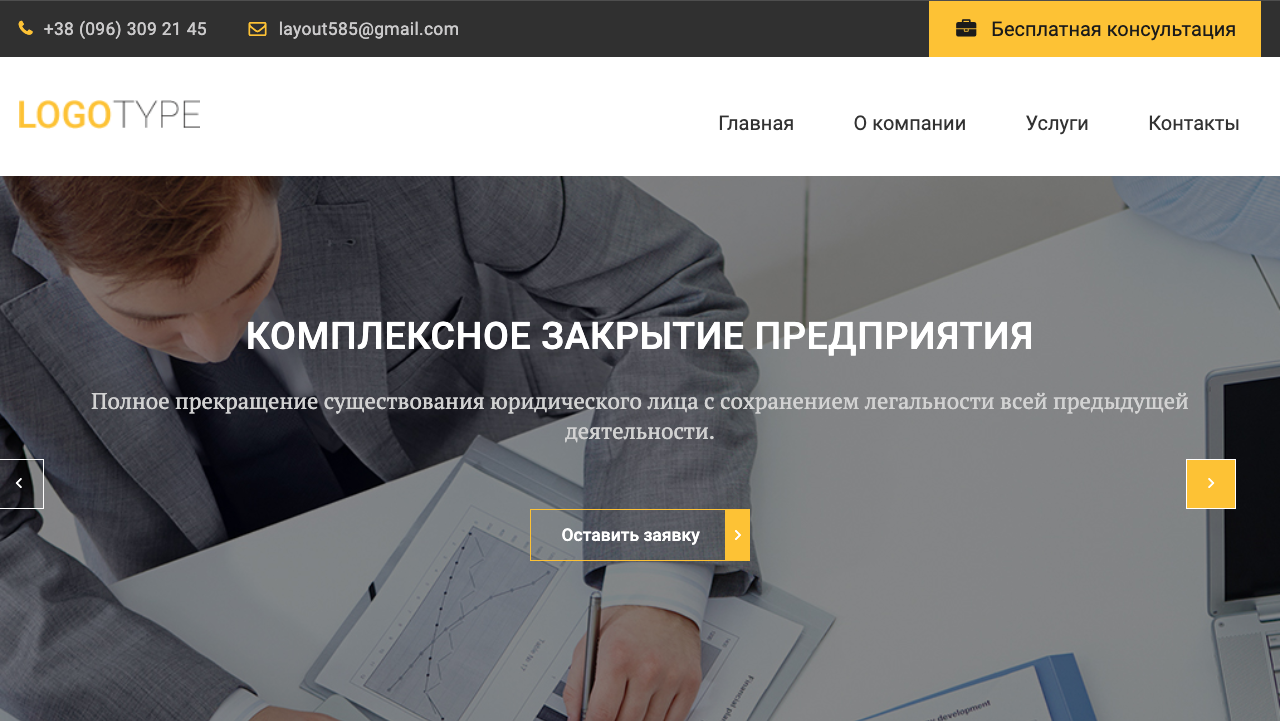 +38 (096) 309 21 45
layout585@gmail.com
Бесплатная консультация
LOGOTYPE
Главная
О компании
Услуги
Контакты
КОМПЛЕКСНОЕ ЗАКРЫТИЕ ПРЕДПРИЯТИЯ
Полное прекращение существования юридического лица с сохранением легальности всей предыдущей
деятельности.
Оставить заявку